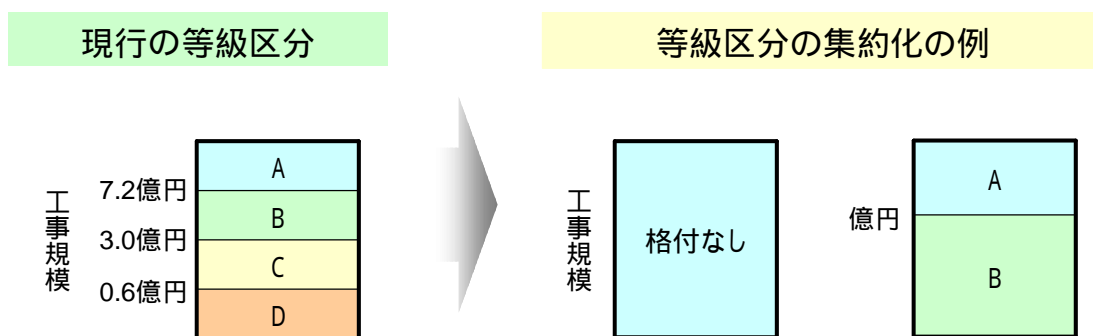 現行の等級区分
等級区分の集約化の例
工事規模
7.2億円
3.0億円
0.6億円
A
B
C
D
工事規模
格付なし
億円
A
B